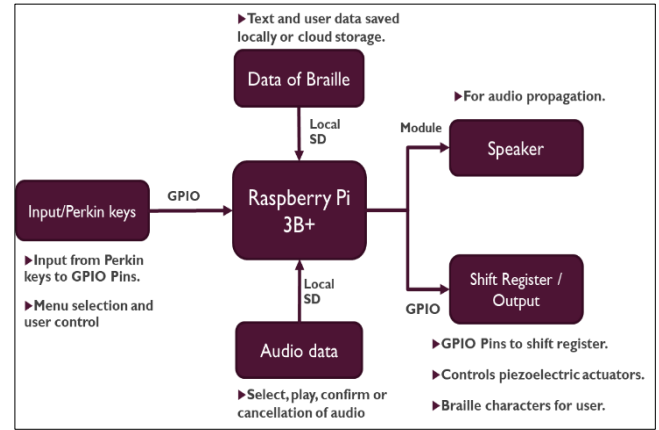 ▶Text and user data saved
locally or cloud storage.
Data of Braille
Local
SD
▶For audio propagation.
Module
Speaker
Input/Perkin keys
GPIO
Raspberry Pi
3B+
▶Input from Perkin
keys to GPIO Pins.
▶Menu selection and
user control
Local
SD
Audio data
▶Select, play, confirm or
cancellation of audio
Shift Register /
Output
GPIO
▶GPIO Pins to shift register.
▶Controls piezoelectric actuators.
▶Braille characters for user.